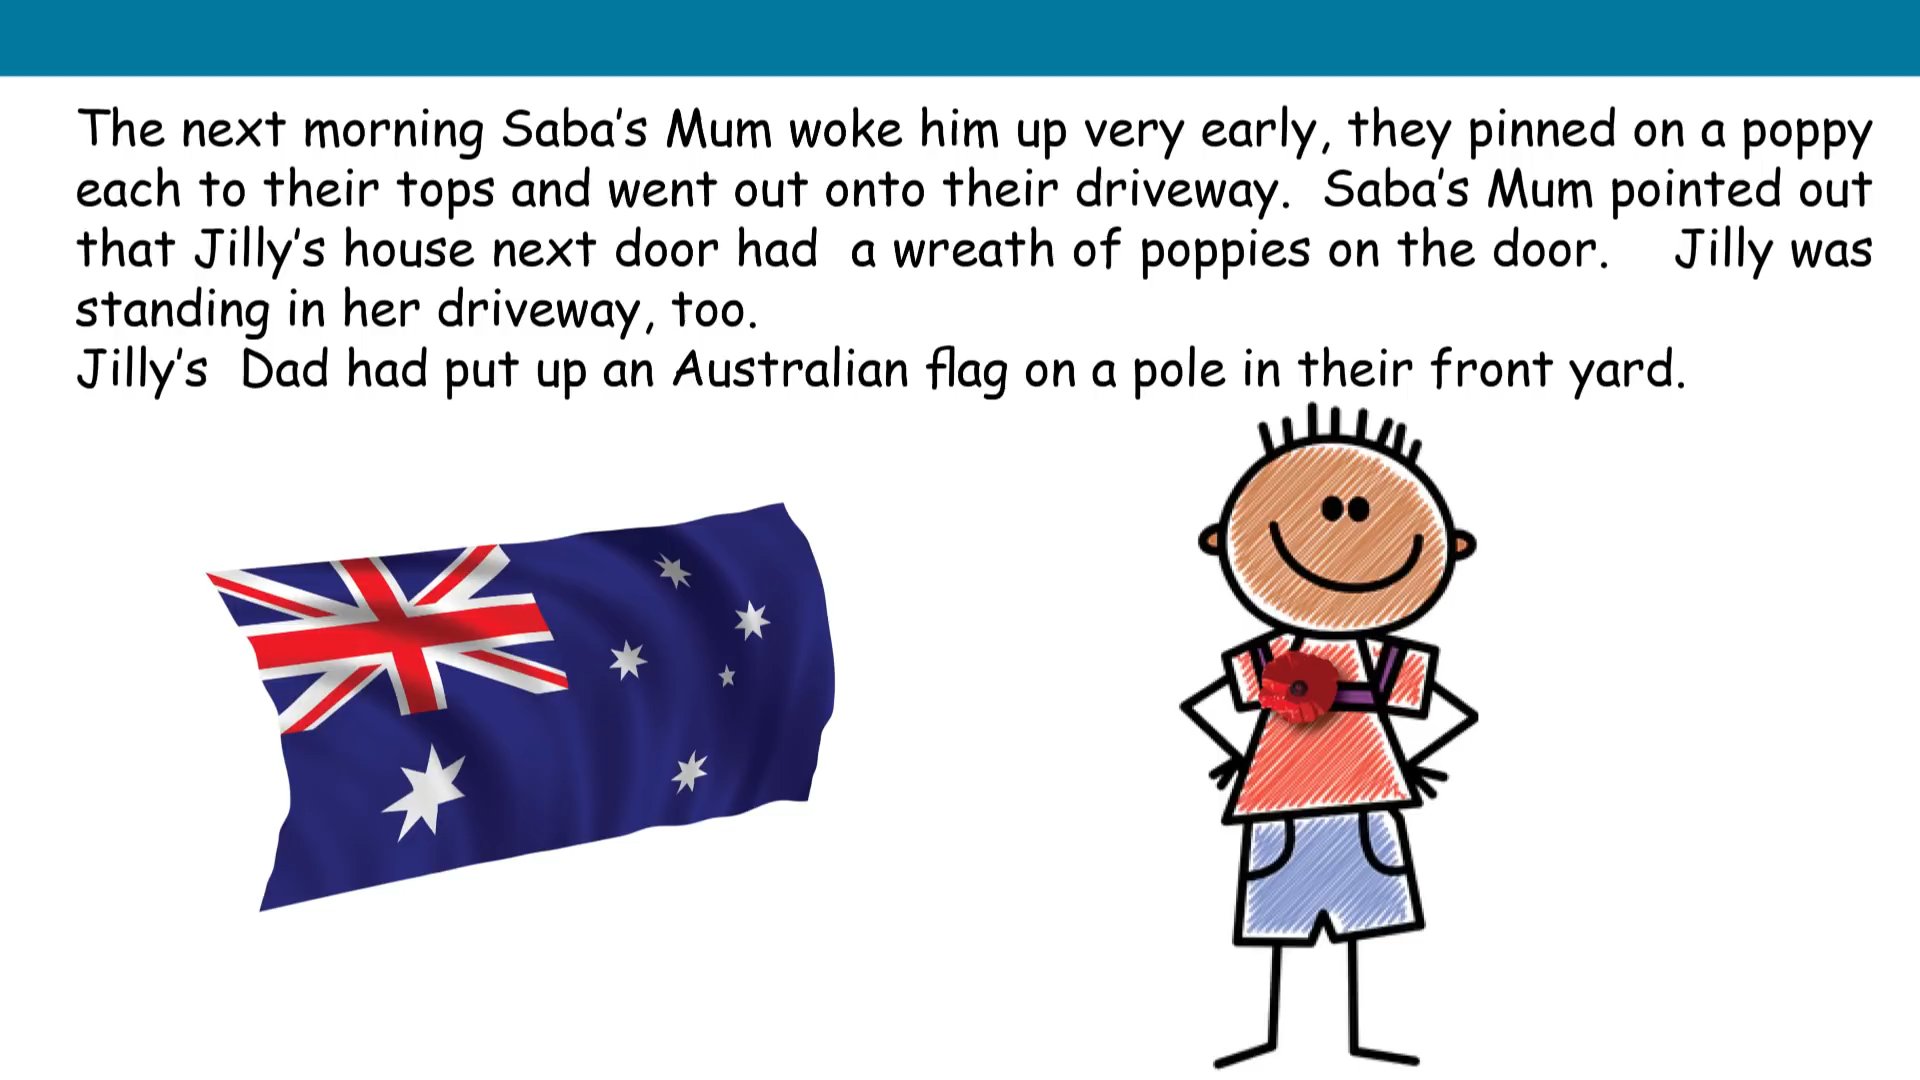 The next morning Saba's Mum woke him up very early, they pinned on a poppy
each to their tops and went out onto their driveway.  Saba's Mum pointed out
that Jilly's house next door had  a wreath of poppies on the door.    Jilly was
standing in her driveway, too.
Jilly's  Dad had put up an Australian flag on a pole in their front yard.